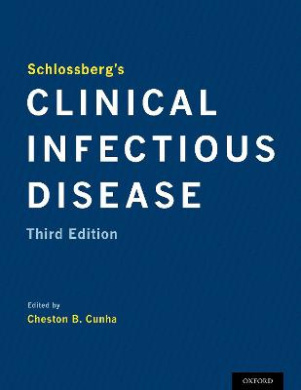 Schlossberg's
CLINICAL
INFECTIOUS
DISEASE
Third Edition
Edited by
Cheston B. Cunha
OXFORD